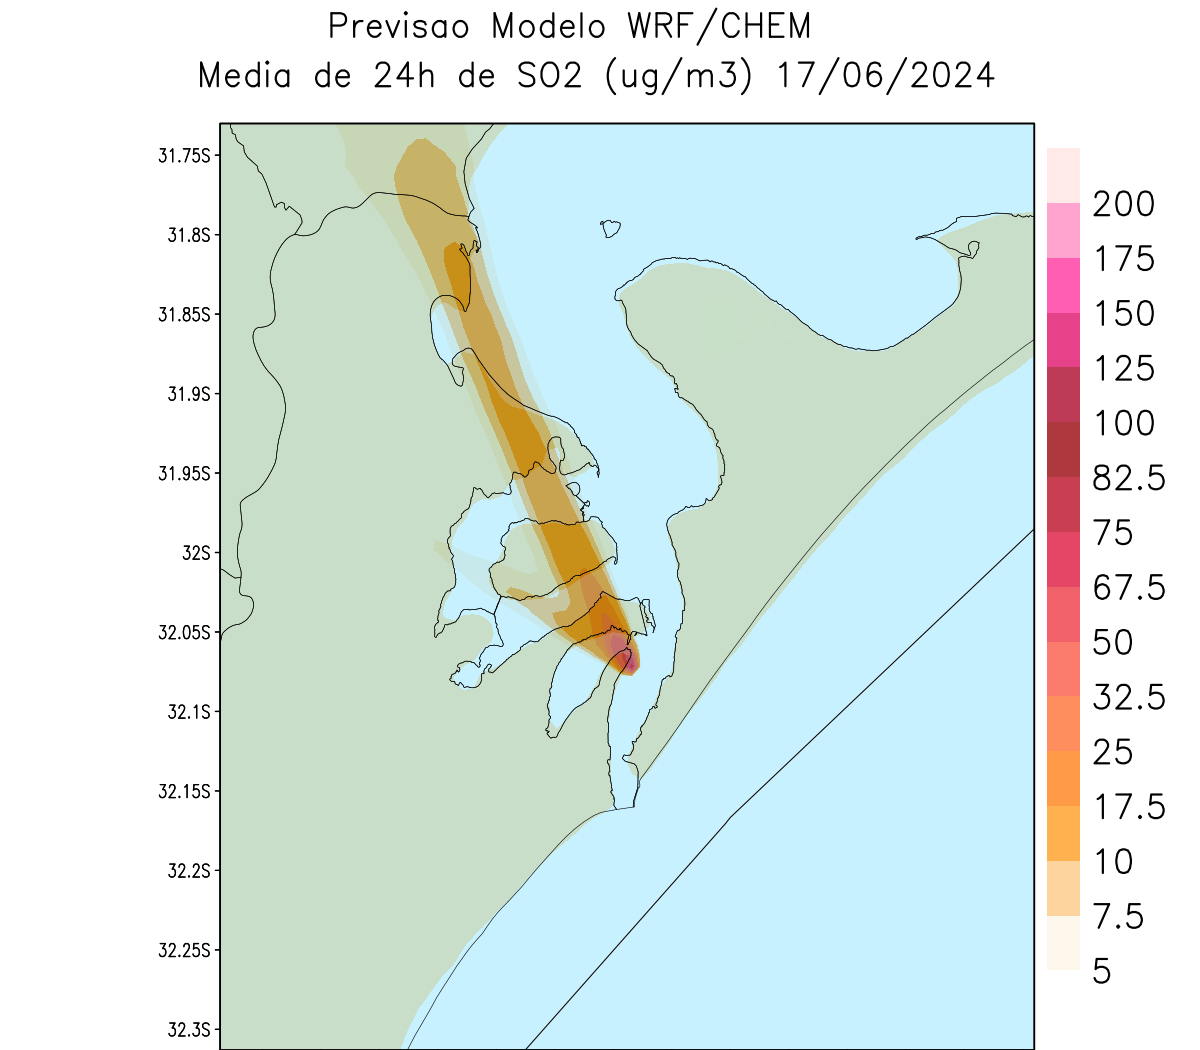 Previsao Modelo WRF/CHEM
Media de 24h de SO2 (ug/m3) 17/06/2024
31.75S
31.8S
31.85S
31.9S
31.95S
32S
32.05S
32.1S
32.15S
32.2S
32.25S
32.3S
200
175
150
125
100
82.5
75
67.5
50
32.5
25
17.5
10
7.5
5